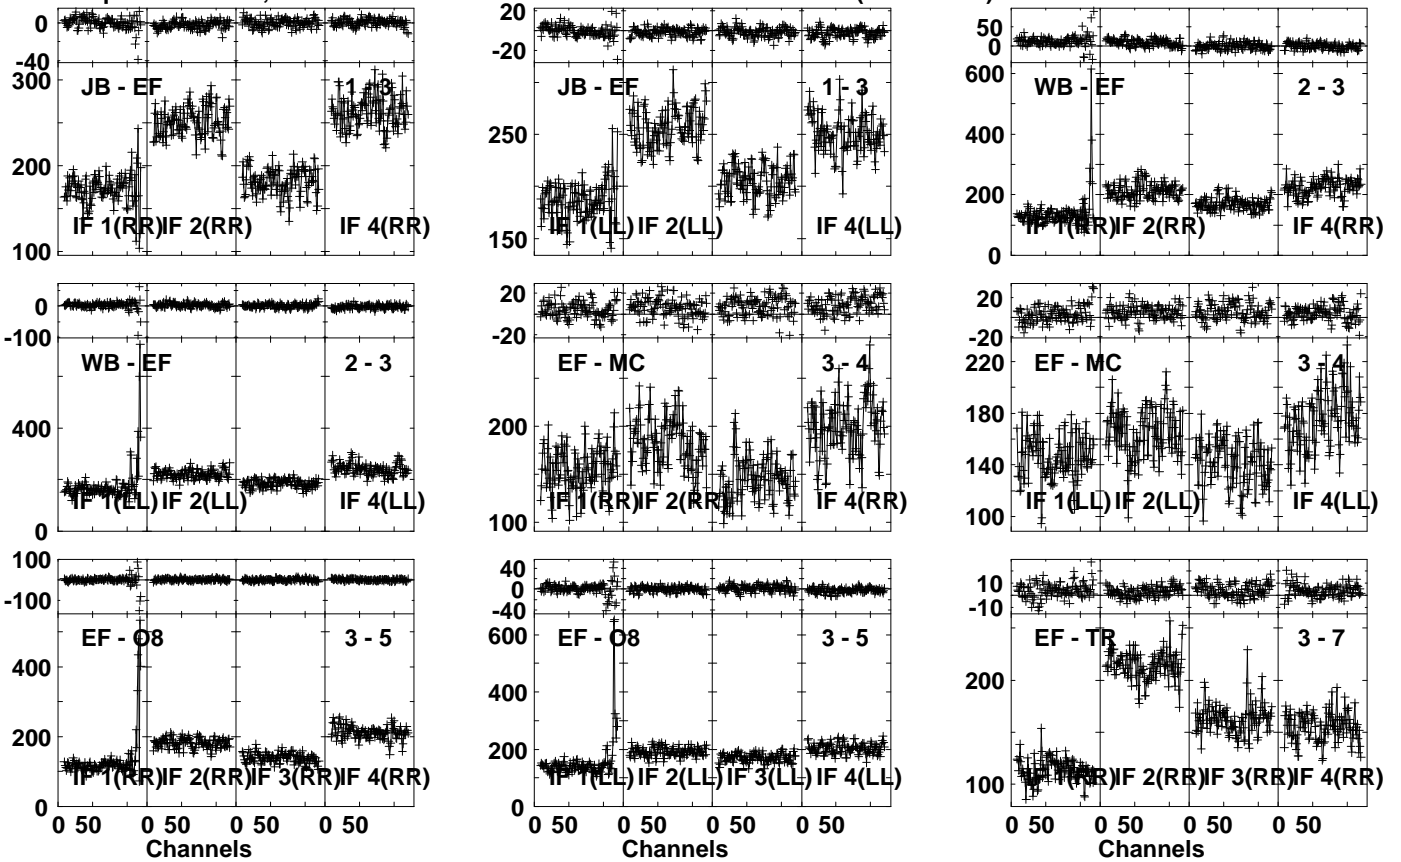 0
-40
300
200
100
JB - EF
1 - 3
IF 1(RR) IF 2(RR) IF 4(RR)
20
-20
250
150
JB - EF
1 - 3
IF 1(LL) IF 2(LL) IF 4(LL)
50
0
600
400
200
0
WB - EF
2 - 3
IF 1(RR) IF 2(RR) IF 4(RR)
0
-100
400
0
WB - EF
2 - 3
IF 1(LL) IF 2(LL) IF 4(LL)
20
-20
200
100
EF - MC
3 - 4
IF 1(RR) IF 2(RR) IF 4(RR)
20
-20
220
180
140
100
EF - MC
3 - 4
IF 1(LL) IF 2(LL) IF 4(LL)
100
-100
400
200
0
EF - O8
3 - 5
IF 1(RR) IF 2(RR) IF 3(RR) IF 4(RR)
0 50 0 50 0 50 0 50
Channels
40
0
-40
600
400
200
0
EF - O8
3 - 5
IF 1(LL) IF 2(LL) IF 3(LL) IF 4(LL)
0 50 0 50 0 50 0 50
Channels
10
-10
200
100
EF - TR
3 - 7
1(RR) IF 2(RR) IF 3(RR) IF 4(RR)
0 50 0 50 0 50 0 50
Channels